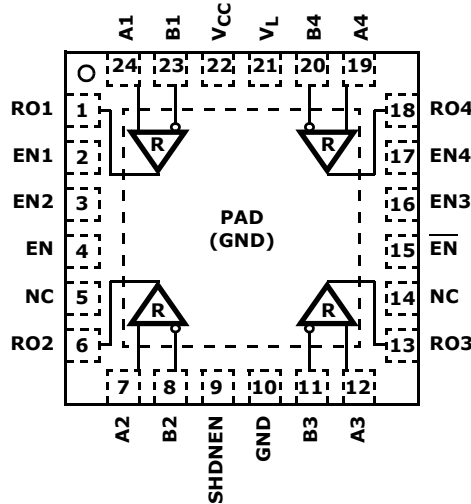 A1 B1 VCC VL B4 A4
24 23 22 21 20 19
RO1 1 18 RO4
R R
EN1 2 17 EN4
EN2 3 16 EN3
PAD
(GND)
EN 4 15 E̅N̅
NC 5 14 NC
R R
RO2 6 13 RO3
7 8 9 10 11 12
A2 B2 SHDNEN GND B3 A3